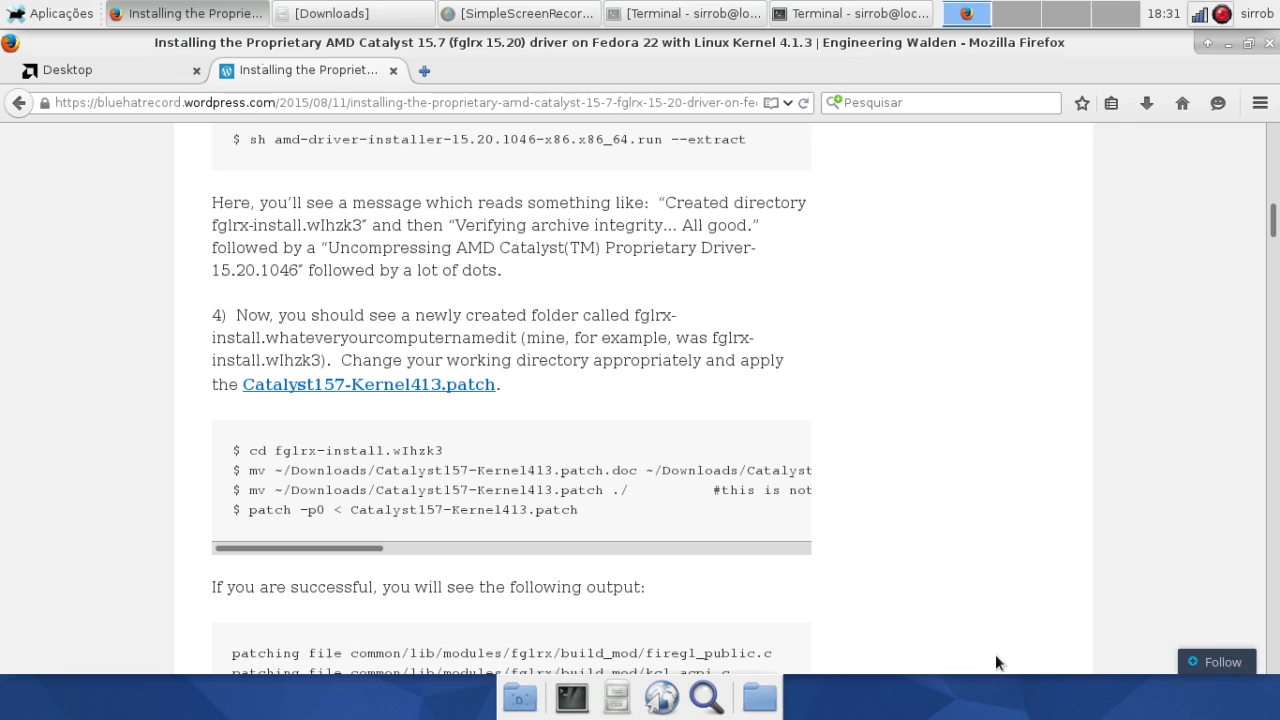 Aplicações
Installing the Proprie...
[Downloads]
[SimpleScreenRecor...
[Terminal - sirrob@lo...
Terminal - sirrob@loc...
18:31
sirrob
Installing the Proprietary AMD Catalyst 15.7 (fglrx 15.20) driver on Fedora 22 with Linux Kernel 4.1.3 | Engineering Walden - Mozilla Firefox
Desktop
Installing the Propriet...
https://bluehatrecord.wordpress.com/2015/08/11/installing-the-proprietary-amd-catalyst-15-7-fglrx-15-20-driver-on-fe
Pesquisar
$ sh amd-driver-installer-15.20.1046-x86.x86_64.run --extract
Here, you’ll see a message which reads something like:  “Created directory
fglrx-install.wIhzk3″ and then “Verifying archive integrity… All good.”
followed by a “Uncompressing AMD Catalyst(TM) Proprietary Driver-
15.20.1046″ followed by a lot of dots.
4)  Now, you should see a newly created folder called fglrx-
install.whateveryourcomputernamedit (mine, for example, was fglrx-
install.wIhzk3).  Change your working directory appropriately and apply
the Catalyst157-Kernel413.patch.
$ cd fglrx-install.wIhzk3
$ mv ~/Downloads/Catalyst157-Kernel413.patch.doc ~/Downloads/Catalyst
$ mv ~/Downloads/Catalyst157-Kernel413.patch ./          #this is not
$ patch -p0 < Catalyst157-Kernel413.patch
If you are successful, you will see the following output:
patching file common/lib/modules/fglrx/build_mod/firegl_public.c
patching file common/lib/modules/fglrx/build_mod/kcl_acpi.c
Follow